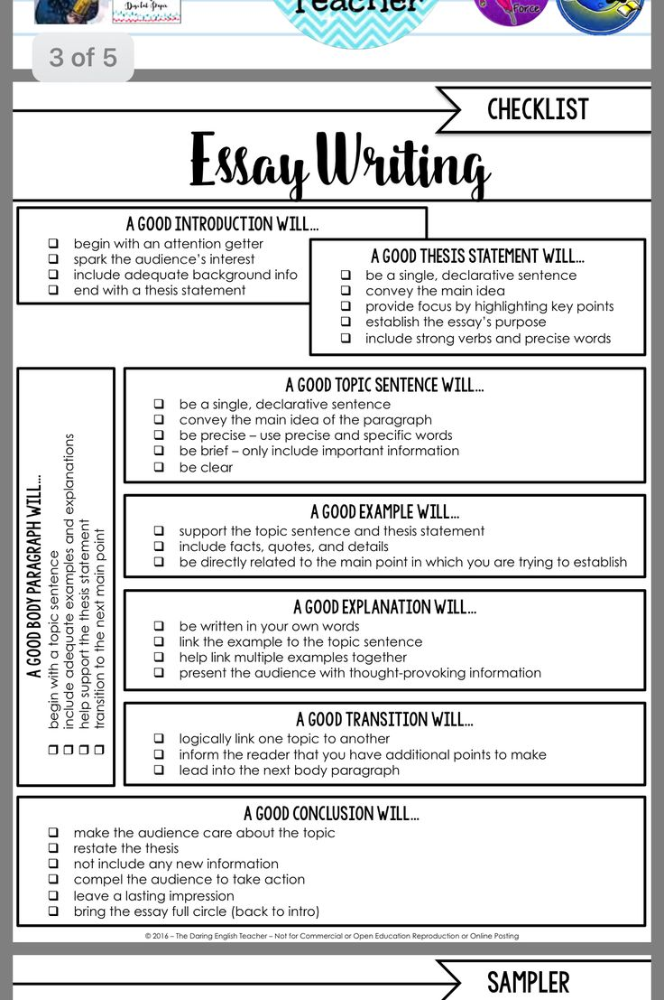 Digital Paper
Teacher
Force
3 of 5
CHECKLIST
Essay Writing
A GOOD INTRODUCTION WILL...
❑ begin with an attention getter
❑ spark the audience's interest
❑ include adequate background info
❑ end with a thesis statement
A GOOD THESIS STATEMENT WILL...
❑ be a single, declarative sentence
❑ convey the main idea
❑ provide focus by highlighting key points
❑ establish the essay's purpose
❑ include strong verbs and precise words
A GOOD BODY PARAGRAPH WILL...
❑ begin with a topic sentence
❑ include adequate examples and explanations
❑ help support the thesis statement
❑ transition to the next main point
A GOOD TOPIC SENTENCE WILL...
❑ be a single, declarative sentence
❑ convey the main idea of the paragraph
❑ be precise – use precise and specific words
❑ be brief – only include important information
❑ be clear
A GOOD EXAMPLE WILL...
❑ support the topic sentence and thesis statement
❑ include facts, quotes, and details
❑ be directly related to the main point in which you are trying to establish
A GOOD EXPLANATION WILL...
❑ be written in your own words
❑ link the example to the topic sentence
❑ help link multiple examples together
❑ present the audience with thought-provoking information
A GOOD TRANSITION WILL...
❑ logically link one topic to another
❑ inform the reader that you have additional points to make
❑ lead into the next body paragraph
A GOOD CONCLUSION WILL...
❑ make the audience care about the topic
❑ restate the thesis
❑ not include any new information
❑ compel the audience to take action
❑ leave a lasting impression
❑ bring the essay full circle (back to intro)
© 2016 – The Daring English Teacher – Not for Commercial or Open Education Reproduction or Online Posting
SAMPLER